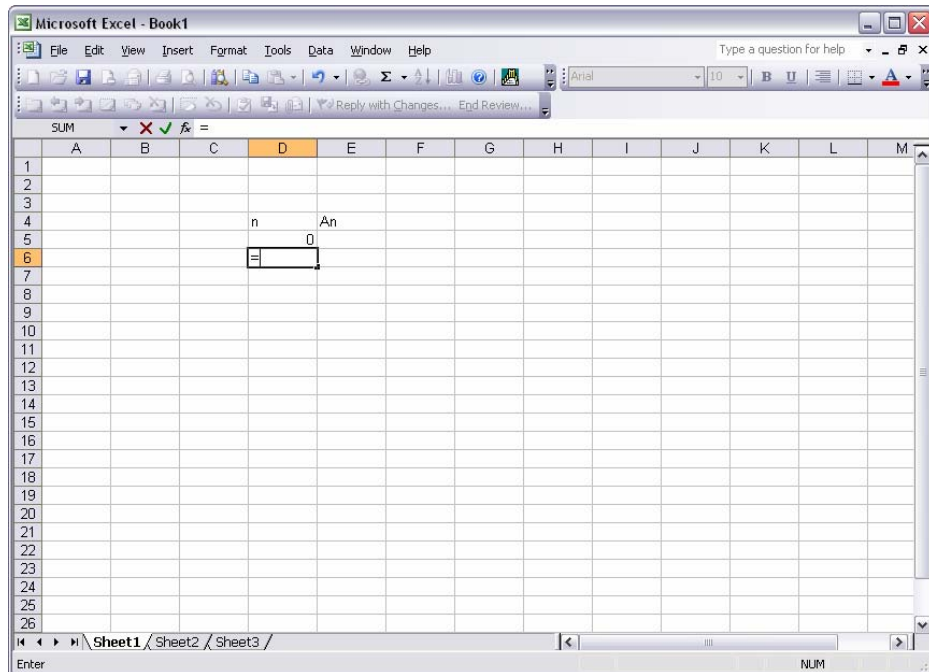 Microsoft Excel - Book1
File Edit View Insert Format Tools Data Window Help Type a question for help
Arial 10 B U A
Reply with Changes... End Review...
SUM fx =
A B C D E F G H I J K L M
1
2
3
4 n An
5 0
6 =
7
8
9
10
11
12
13
14
15
16
17
18
19
20
21
22
23
24
25
26
Sheet1 / Sheet2 / Sheet3 /
Enter NUM